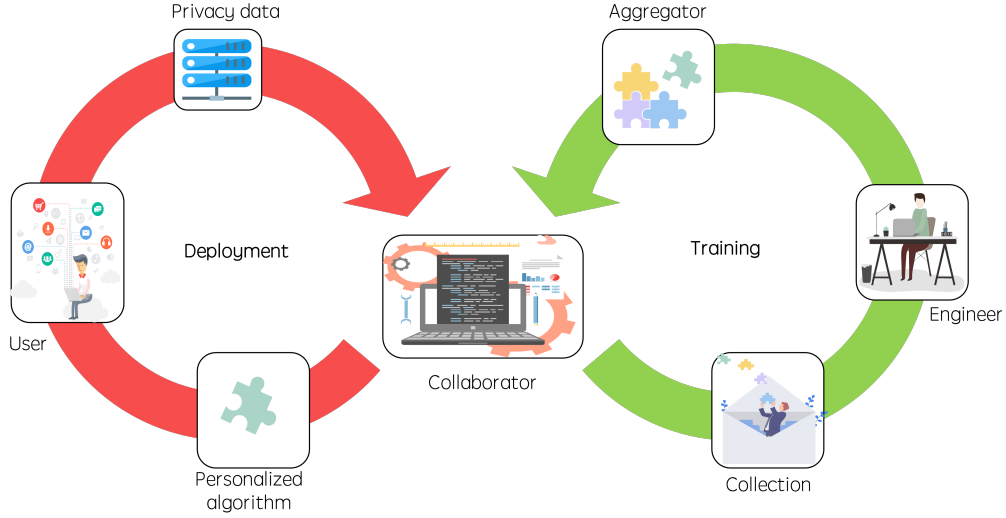 Privacy data
Aggregator
Deployment
Training
User
Engineer
Collaborator
Personalized
algorithm
Collection